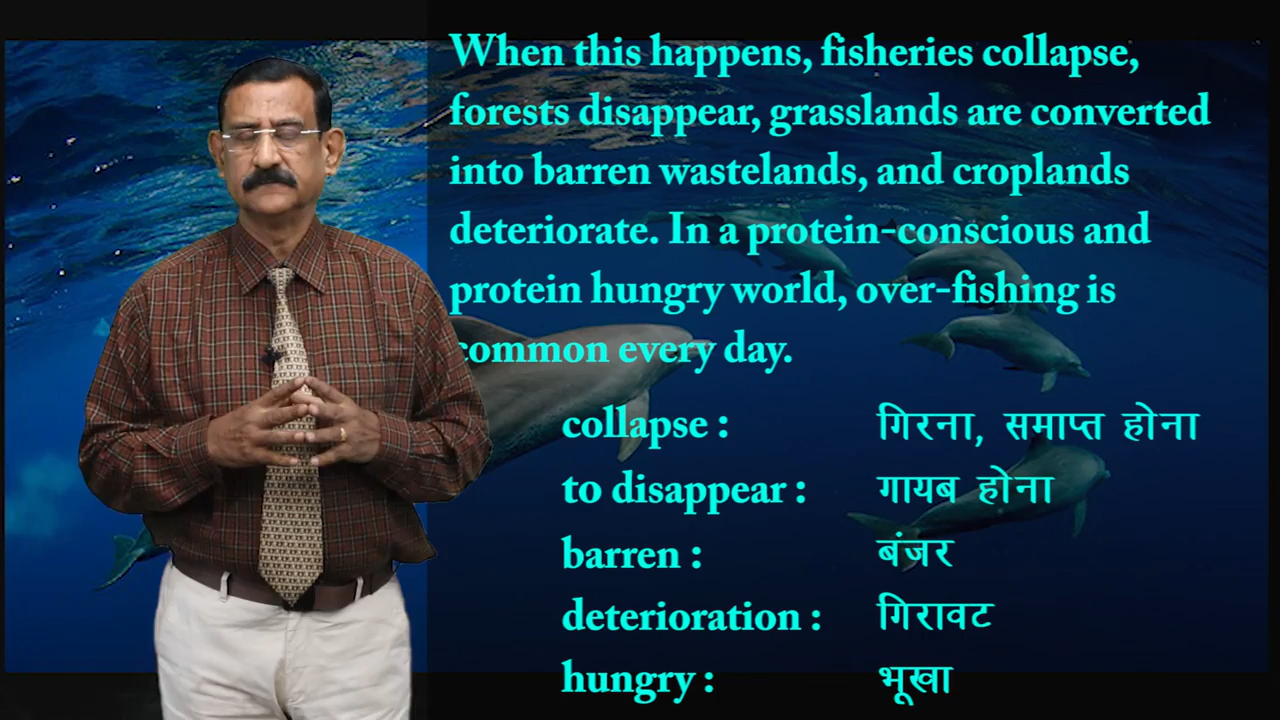 When this happens, fisheries collapse,
forests disappear, grasslands are converted
into barren wastelands, and croplands
deteriorate. In a protein-conscious and
protein hungry world, over-fishing is
common every day.
collapse : गिरना, समाप्त होना
to disappear : गायब होना
barren : बंजर
deterioration : गिरावट
hungry : भूखा